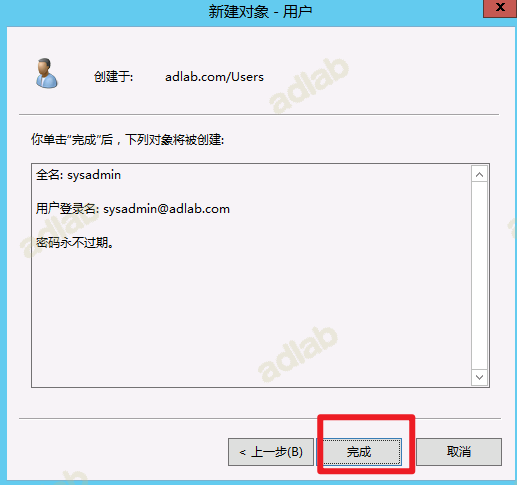 新建对象 - 用户
x
创建于: adlab.com/Users
adlab
你单击"完成"后，下列对象将被创建:
全名: sysadmin
用户登录名: sysadmin@adlab.com
adlab
密码永不过期。
adlab
< 上一步(B) 完成 取消